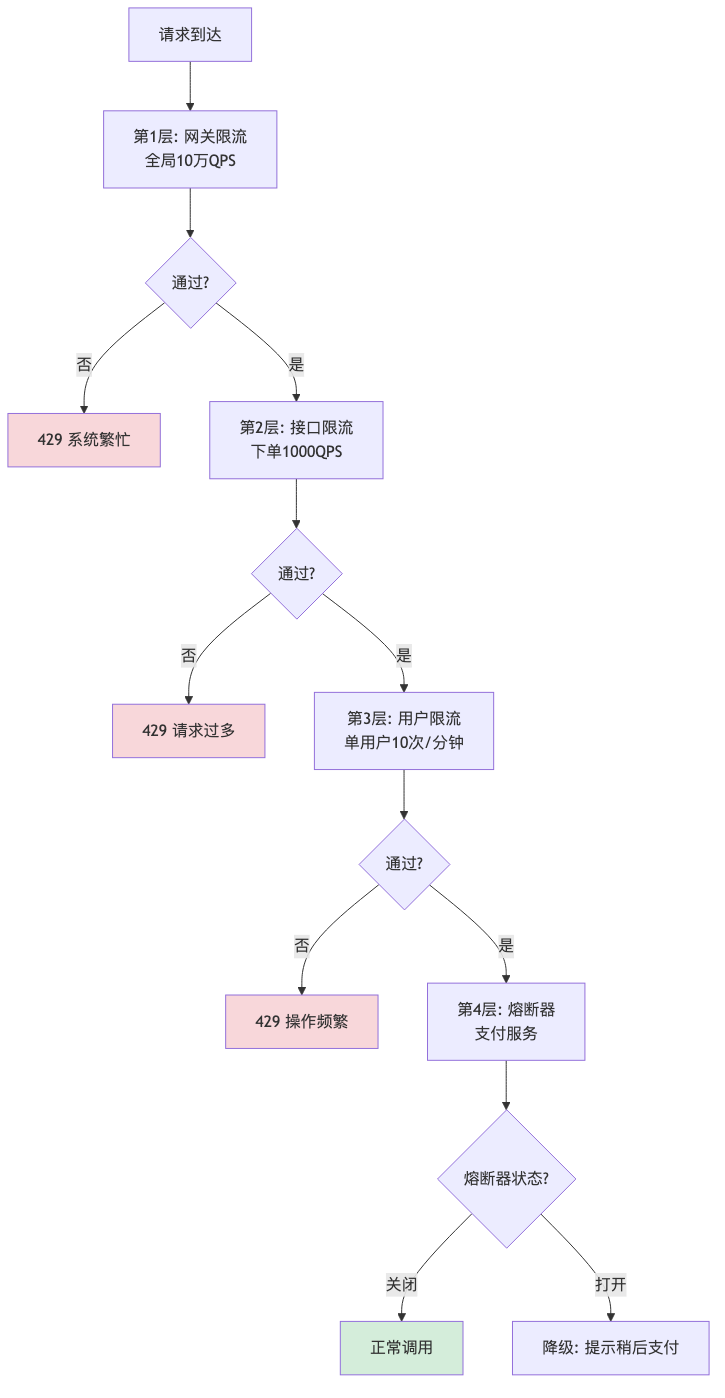 请求到达
第1层: 网关限流
全局10万QPS
通过?
否
是
429 系统繁忙
第2层: 接口限流
下单1000QPS
通过?
否
是
429 请求过多
第3层: 用户限流
单用户10次/分钟
通过?
否
是
429 操作频繁
第4层: 熔断器
支付服务
熔断器状态?
关闭
打开
正常调用
降级: 提示稍后支付